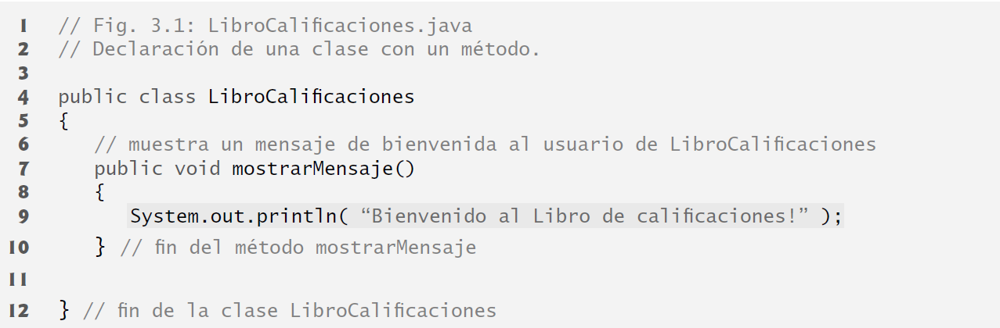 1 // Fig. 3.1: LibroCalificaciones.java
2 // Declaración de una clase con un método.
3
4 public class LibroCalificaciones
5 {
6 // muestra un mensaje de bienvenida al usuario de LibroCalificaciones
7 public void mostrarMensaje()
8 {
9 System.out.println( “Bienvenido al Libro de calificaciones!” );
10 } // fin del método mostrarMensaje
11
12 } // fin de la clase LibroCalificaciones